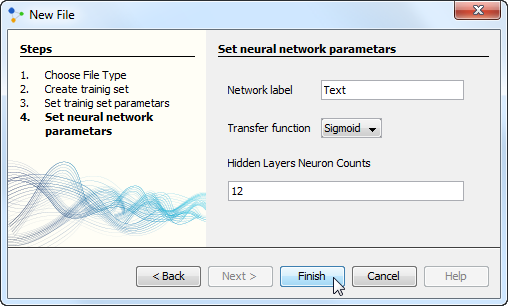 New File
Steps
1. Choose File Type
2. Create trainig set
3. Set trainig set parametars
4. Set neural network
parametars
Set neural network parametars
Network label
Text
Transfer function
Sigmoid
Hidden Layers Neuron Counts
12
< Back
Next >
Finish
Cancel
Help